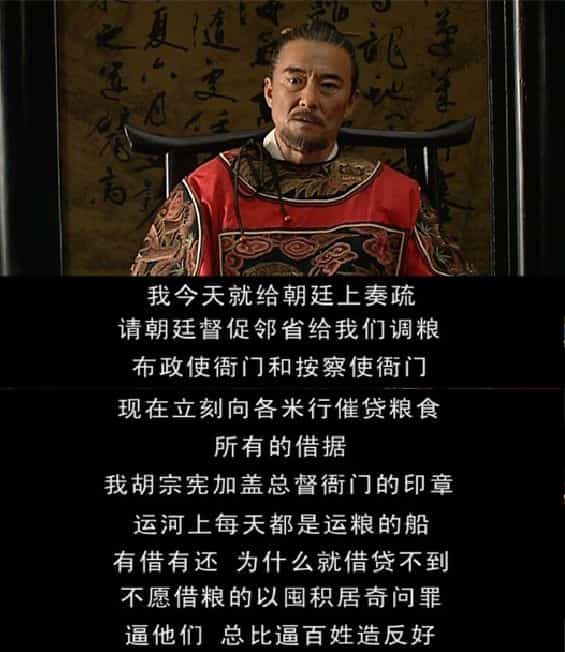 我今天就给朝廷上奏疏
请朝廷督促邻省给我们调粮
布政使衙门和按察使衙门
现在立刻向各米行催贷粮食
所有的借据
我胡宗宪加盖总督衙门的印章
运河上每天都是运粮的船
有借有还 为什么就借贷不到
不愿借粮的以囤积居奇问罪
逼他们 总比逼百姓造反好